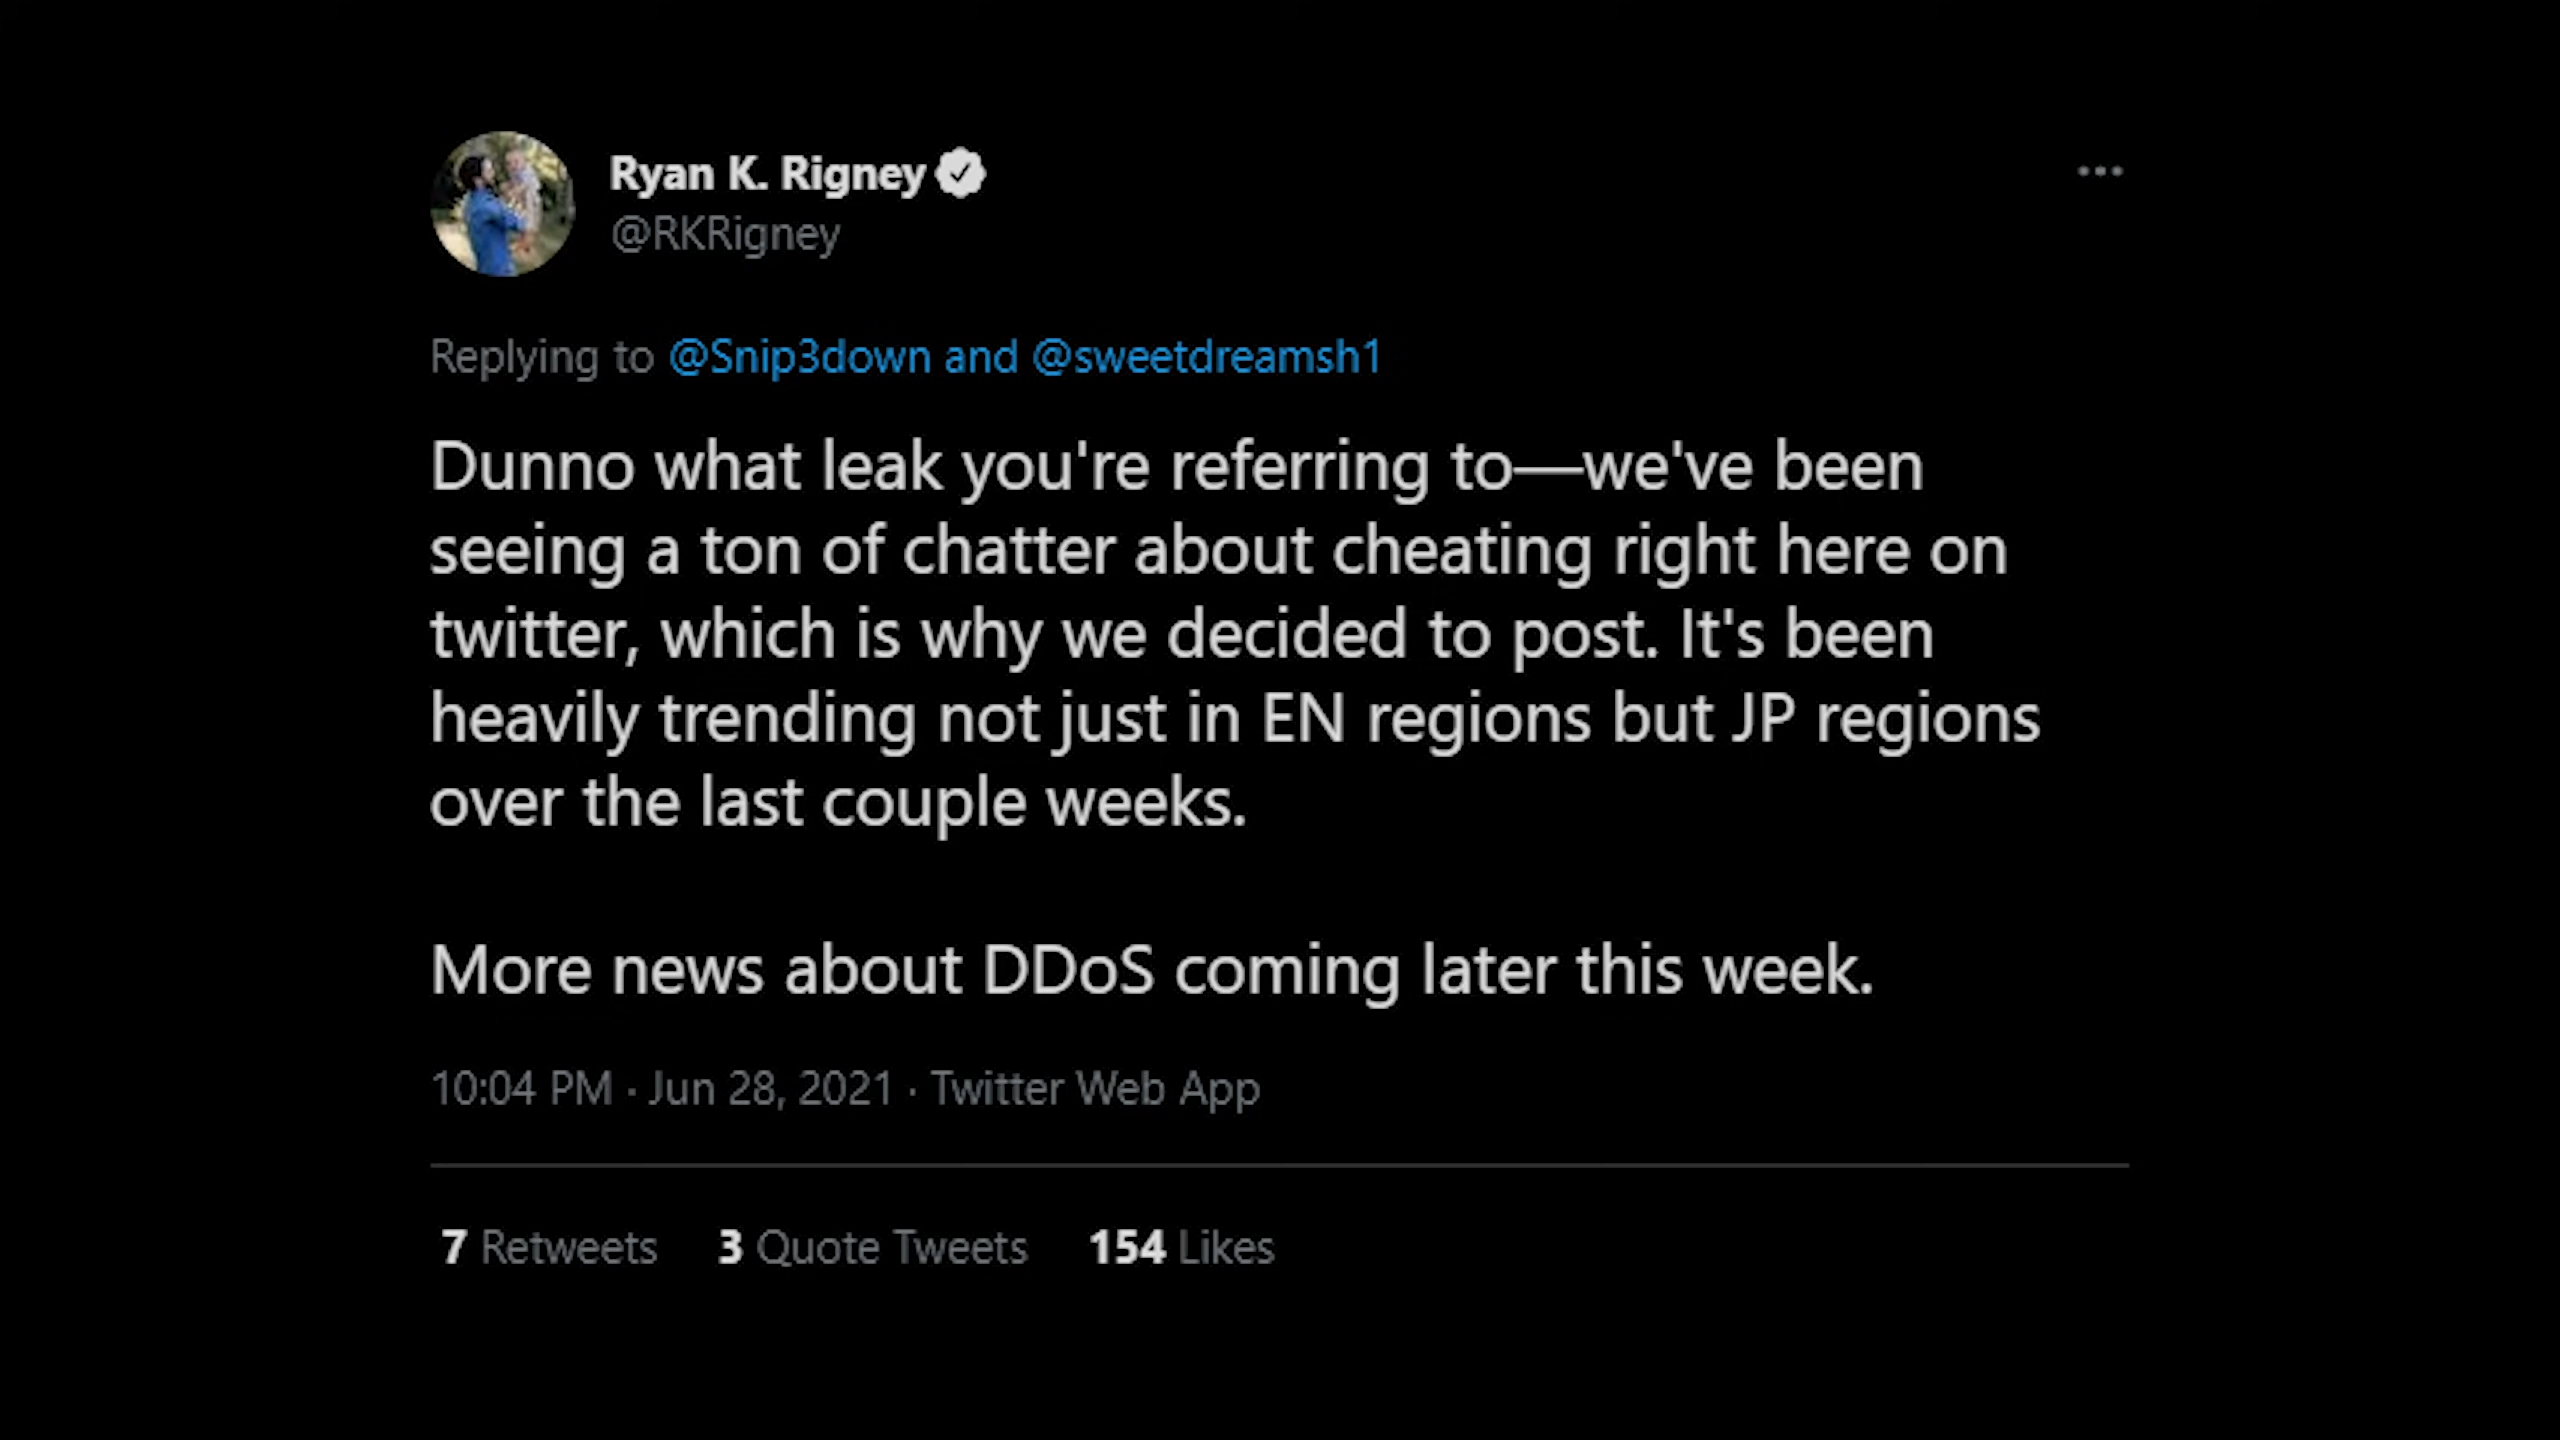 Ryan K. Rigney
@RKRigney
Replying to @Snip3down and @sweetdreamsh1
Dunno what leak you're referring to—we've been
seeing a ton of chatter about cheating right here on
twitter, which is why we decided to post. It's been
heavily trending not just in EN regions but JP regions
over the last couple weeks.
More news about DDoS coming later this week.
10:04 PM · Jun 28, 2021 · Twitter Web App
7 Retweets 3 Quote Tweets 154 Likes